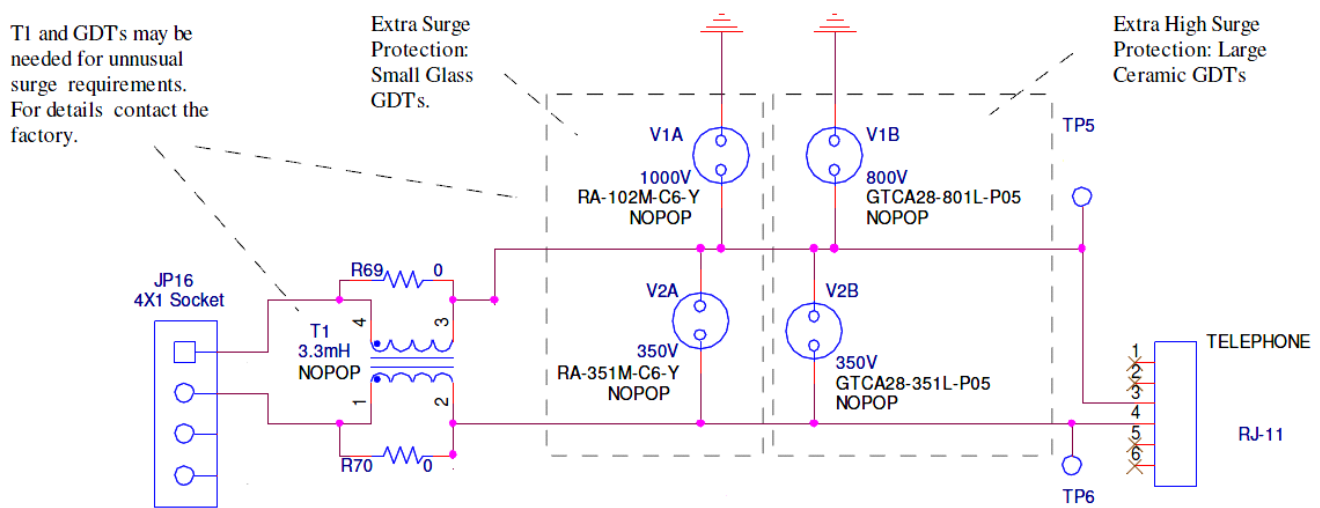 T1 and GDT's may be
needed for unusual
surge requirements.
For details contact the
factory.
Extra Surge
Protection:
Small Glass
GDT's.
Extra High Surge
Protection: Large
Ceramic GDT's
V1A
1000V
RA-102M-C6-Y
NOPOP
V1B
800V
GTCA28-801L-P05
NOPOP
TP5
JP16
4X1 Socket
R69 0
4 3
T1
3.3mH
NOPOP
1 2
R70 0
V2A
350V
RA-351M-C6-Y
NOPOP
V2B
350V
GTCA28-351L-P05
NOPOP
TELEPHONE
1
2
3
4
5
6
RJ-11
TP6